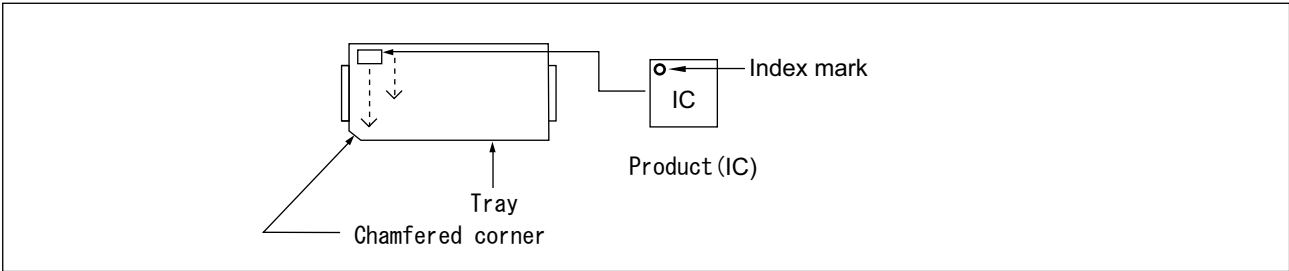 Index mark
IC
Product(IC)
Tray
Chamfered corner